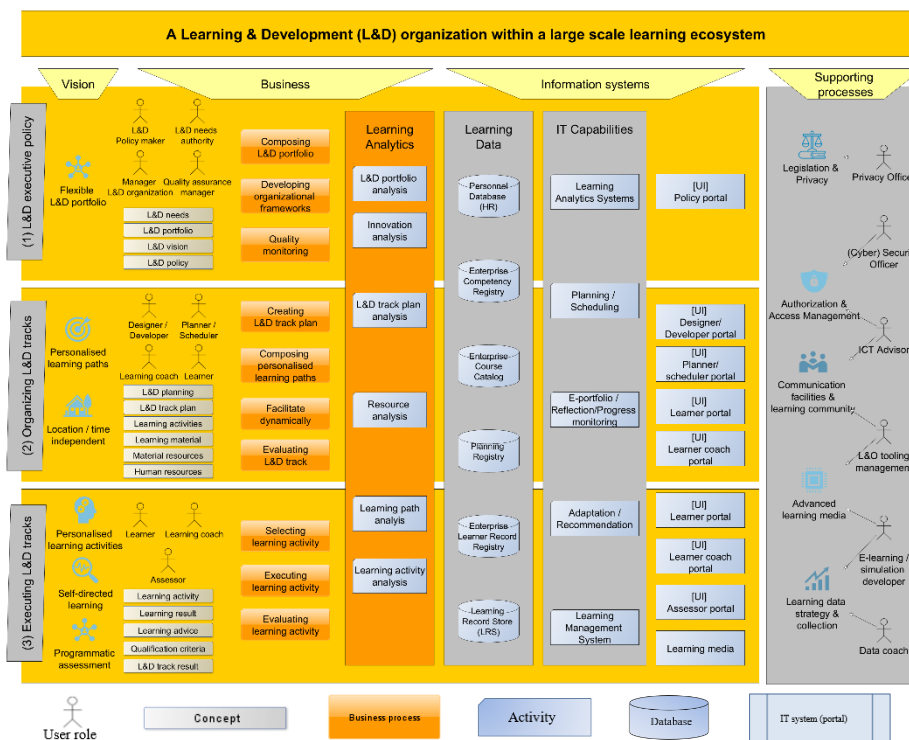 A Learning & Development (L&D) organization within a large scale learning ecosystem
Vision
Business
Information systems
Supporting
processes
(1) L&D executive policy
Flexible
L&D portfolio
L&D
Policy maker
L&D needs
authority
Manager
L&D organization
Quality assurance
manager
L&D needs
L&D portfolio
L&D vision
L&D policy
Composing
L&D portfolio
Developing
organizational
frameworks
Quality
monitoring
Learning
Analytics
L&D portfolio
analysis
Innovation
analysis
L&D track plan
analysis
Resource
analysis
Learning path
analysis
Learning activity
analysis
Learning
Data
Personnel
Database
(HR)
Enterprise
Competency
Registry
Enterprise
Course
Catalog
Planning
Registry
Enterprise
Learner Record
Registry
Learning
Record Store
(LRS)
IT Capabilities
Learning
Analytics Systems
Planning /
Scheduling
E-portfolio /
Reflection/Progress
monitoring
Adaptation /
Recommendation
Learning
Management
System
[UI]
Policy portal
(2) Organizing L&D tracks
Personalised
learning paths
Location / time
independent
Designer /
Developer
Planner /
Scheduler
Learning coach
Learner
L&D planning
L&D track plan
Learning activities
Learning material
Material resources
Human resources
Creating
L&D track plan
Composing
personalised
learning paths
Facilitate
dynamically
Evaluating
L&D track
[UI]
Designer/
Developer portal
[UI]
Planner/
scheduler portal
[UI]
Learner portal
[UI]
Learner coach
portal
(3) Executing L&D tracks
Personalised
learning activities
Self-directed
learning
Programmatic
assessment
Learner
Learning coach
Assessor
Learning activity
Learning result
Learning advice
Qualification criteria
L&D track result
Selecting
learning activity
Executing
learning activity
Evaluating
learning activity
[UI]
Learner portal
[UI]
Learner coach
portal
[UI]
Assessor portal
Learning media
Legislation &
Privacy
Privacy Office
(Cyber) Securi
Officer
Authorization &
Access Management
ICT Advisor
Communication
facilities &
learning community
L&O tooling
management
Advanced
learning media
E-learning /
simulation
developer
Learning data
strategy &
collection
Data coach
User role
Concept
Business process
Activity
Database
IT system (portal)